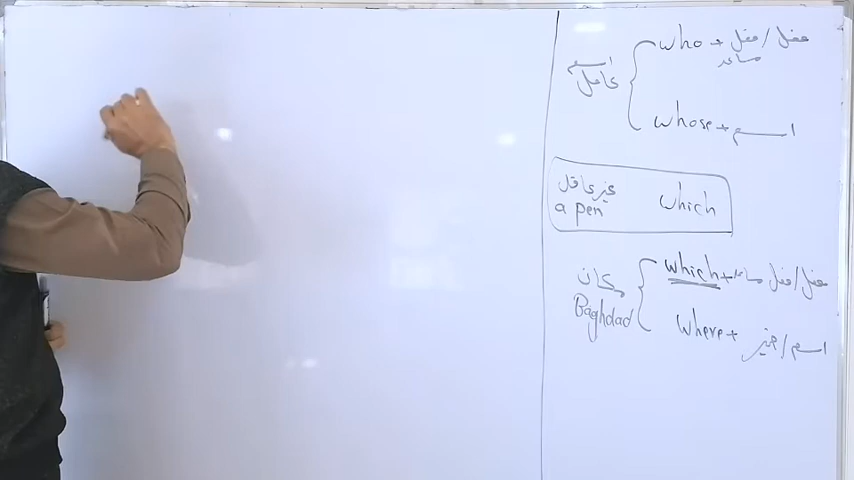 اسم عاقل
who + فعل / فعل مساعد
whose + اسم
غير عاقل
a pen
which
مكان
Baghdad
which + فعل / فعل مساعد
where + اسم / ضمير